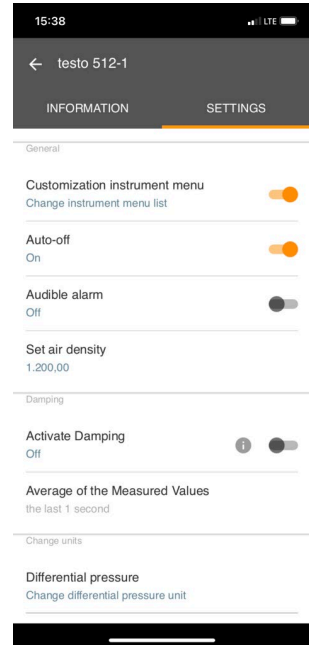 15:38
LTE
testo 512-1
INFORMATION
SETTINGS
General
Customization instrument menu
Change instrument menu list
Auto-off
On
Audible alarm
Off
Set air density
1.200,00
Damping
Activate Damping
Off
i
Average of the Measured Values
the last 1 second
Change units
Differential pressure
Change differential pressure unit